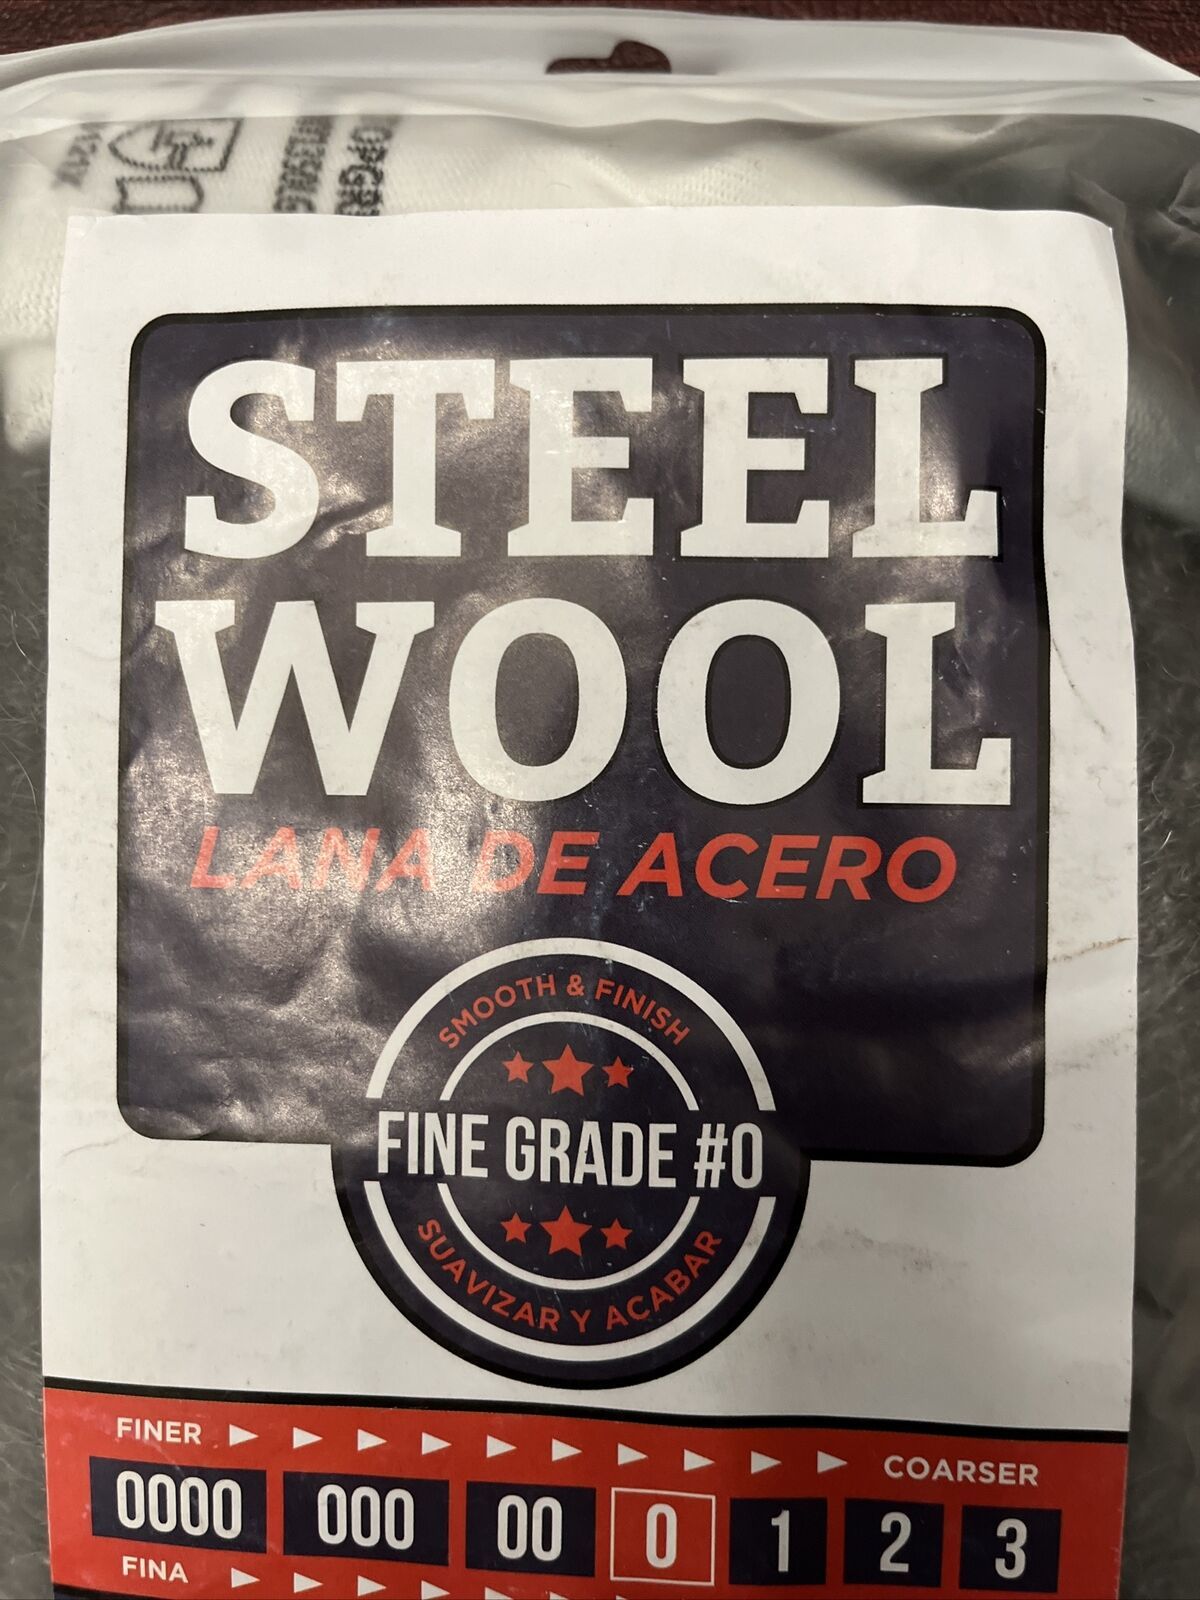 STEEL
WOOL
LANA DE ACERO
SMOOTH & FINISH
FINE GRADE #0
SUAVIZAR Y ACABAR
FINER COARSER
0000 000 00 0 1 2 3
FINA